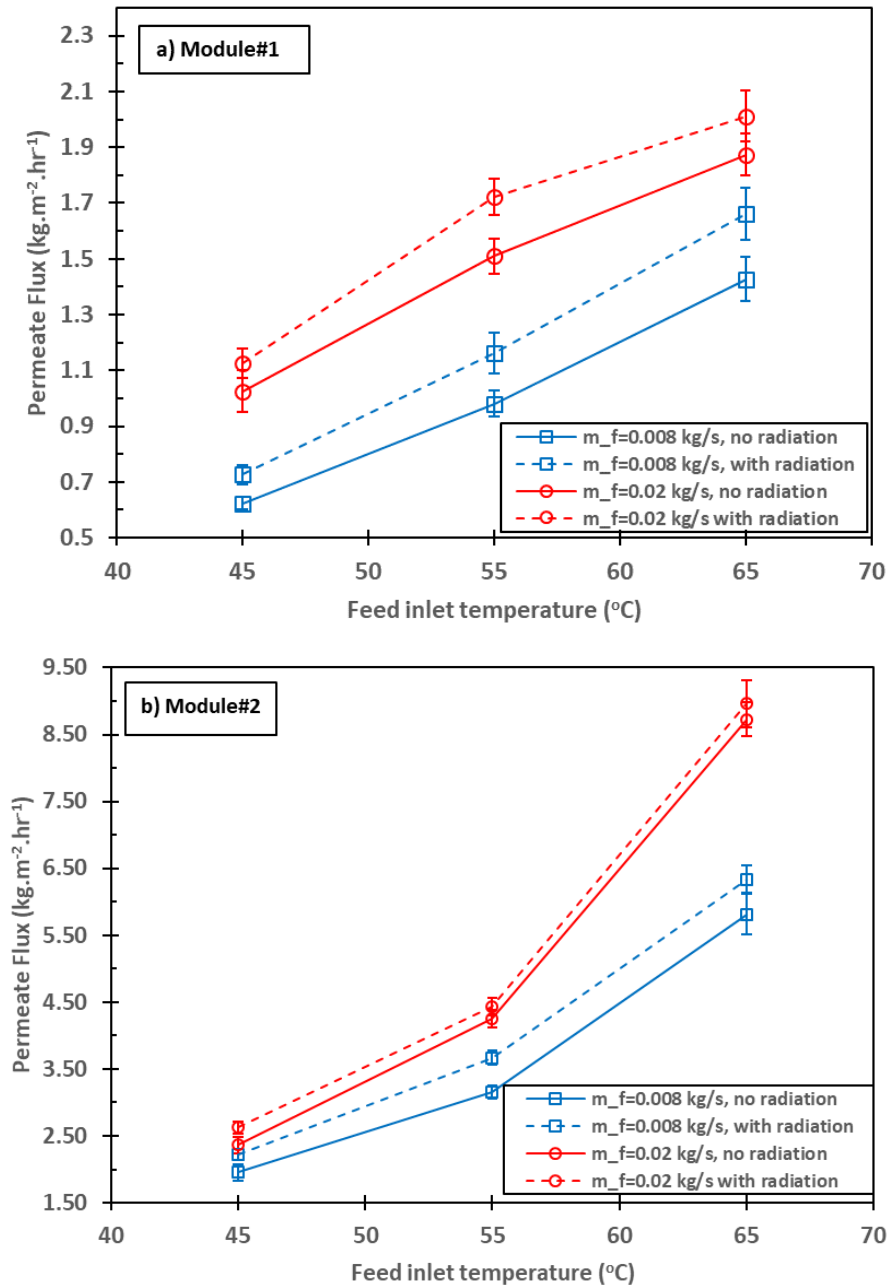 a) Module#1
Permeate Flux (kg.m⁻².hr⁻¹)
2.3
2.1
1.9
1.7
1.5
1.3
1.1
0.9
0.7
0.5
m_f=0.008 kg/s, no radiation
m_f=0.008 kg/s, with radiation
m_f=0.02 kg/s, no radiation
m_f=0.02 kg/s with radiation
40 45 50 55 60 65 70
Feed inlet temperature (ᵒC)
b) Module#2
Permeate Flux (kg.m⁻².hr⁻¹)
9.50
8.50
7.50
6.50
5.50
4.50
3.50
2.50
1.50
m_f=0.008 kg/s, no radiation
m_f=0.008 kg/s, with radiation
m_f=0.02 kg/s, no radiation
m_f=0.02 kg/s with radiation
40 45 50 55 60 65 70
Feed inlet temperature (ᵒC)